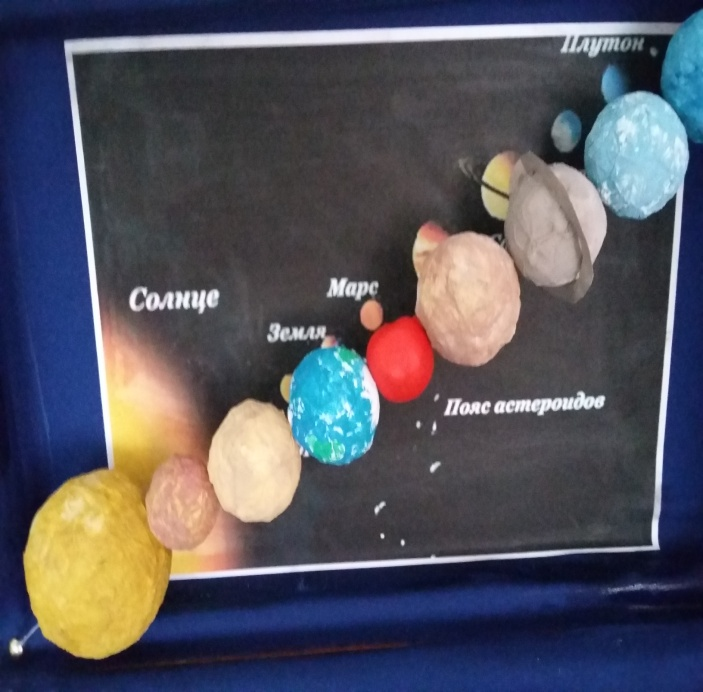 Плутон
Марс
Солнце
Земля
Пояс астероидов